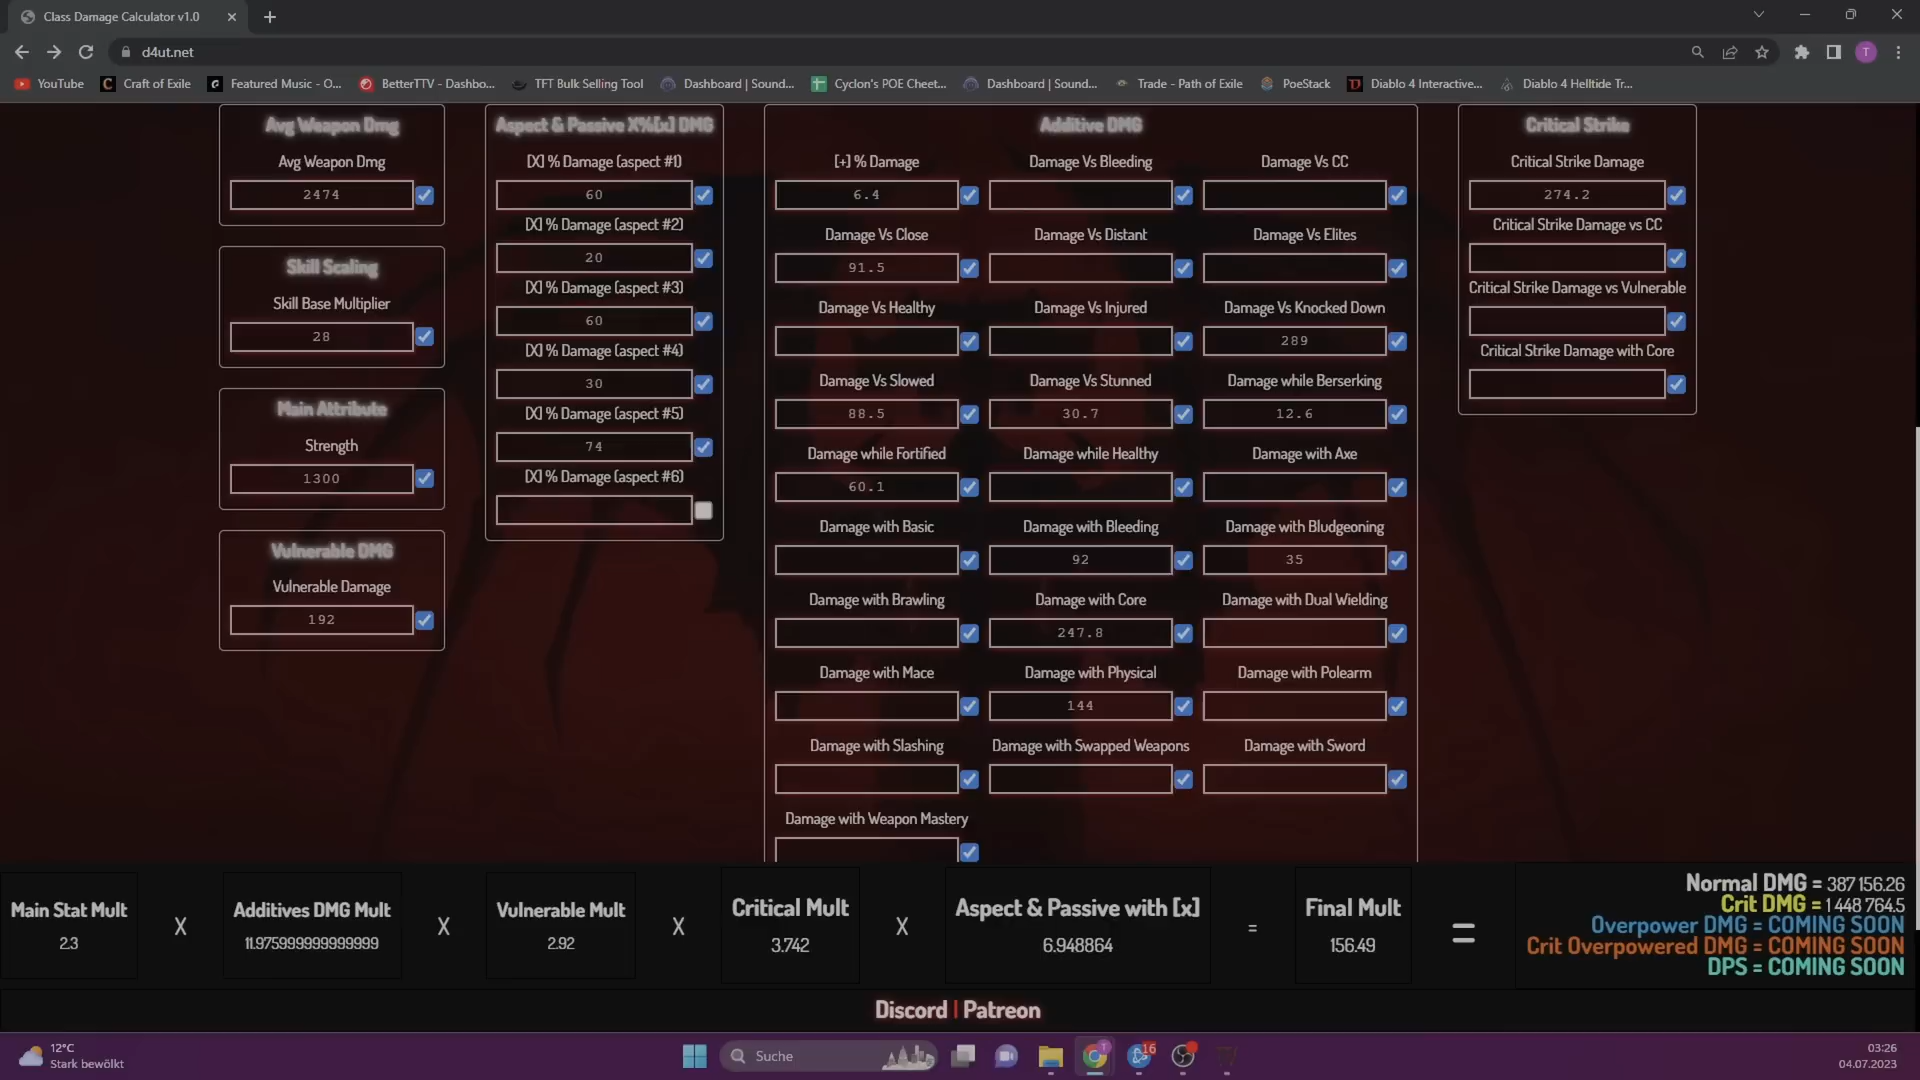 Class Damage Calculator v1.0
d4ut.net
T
YouTube
Craft of Exile
Featured Music - O...
BetterTTV - Dashbo...
TFT Bulk Selling Tool
Dashboard | Sound...
Cyclon's POE Cheet...
Dashboard | Sound...
Trade - Path of Exile
PoeStack
Diablo 4 Interactive...
Diablo 4 Helltide Tr...
Avg Weapon Dmg
Avg Weapon Dmg
2474
Skill Scaling
Skill Base Multiplier
28
Main Attribute
Strength
1300
Vulnerable DMG
Vulnerable Damage
192
Aspect & Passive X%[x] DMG
[X] % Damage (aspect #1)
60
[X] % Damage (aspect #2)
20
[X] % Damage (aspect #3)
60
[X] % Damage (aspect #4)
30
[X] % Damage (aspect #5)
74
[X] % Damage (aspect #6)
Additive DMG
[+] % Damage Damage Vs Bleeding Damage Vs CC
6.4
Damage Vs Close Damage Vs Distant Damage Vs Elites
91.5
Damage Vs Healthy Damage Vs Injured Damage Vs Knocked Down
289
Damage Vs Slowed Damage Vs Stunned Damage while Berserking
88.5 30.7 12.6
Damage while Fortified Damage while Healthy Damage with Axe
60.1
Damage with Basic Damage with Bleeding Damage with Bludgeoning
92 35
Damage with Brawling Damage with Core Damage with Dual Wielding
247.8
Damage with Mace Damage with Physical Damage with Polearm
144
Damage with Slashing Damage with Swapped Weapons Damage with Sword
Damage with Weapon Mastery
Critical Strike
Critical Strike Damage
274.2
Critical Strike Damage vs CC
Critical Strike Damage vs Vulnerable
Critical Strike Damage with Core
Main Stat Mult
2.3
X
Additives DMG Mult
11.975999999999999
X
Vulnerable Mult
2.92
X
Critical Mult
3.742
X
Aspect & Passive with [x]
6.948864
=
Final Mult
156.49
=
Normal DMG = 387 156.26
Crit DMG = 1 448 764.5
Overpower DMG = COMING SOON
Crit Overpowered DMG = COMING SOON
DPS = COMING SOON
Discord | Patreon
12°C
Stark bewölkt
Suche
T
16
03:26
04.07.2023